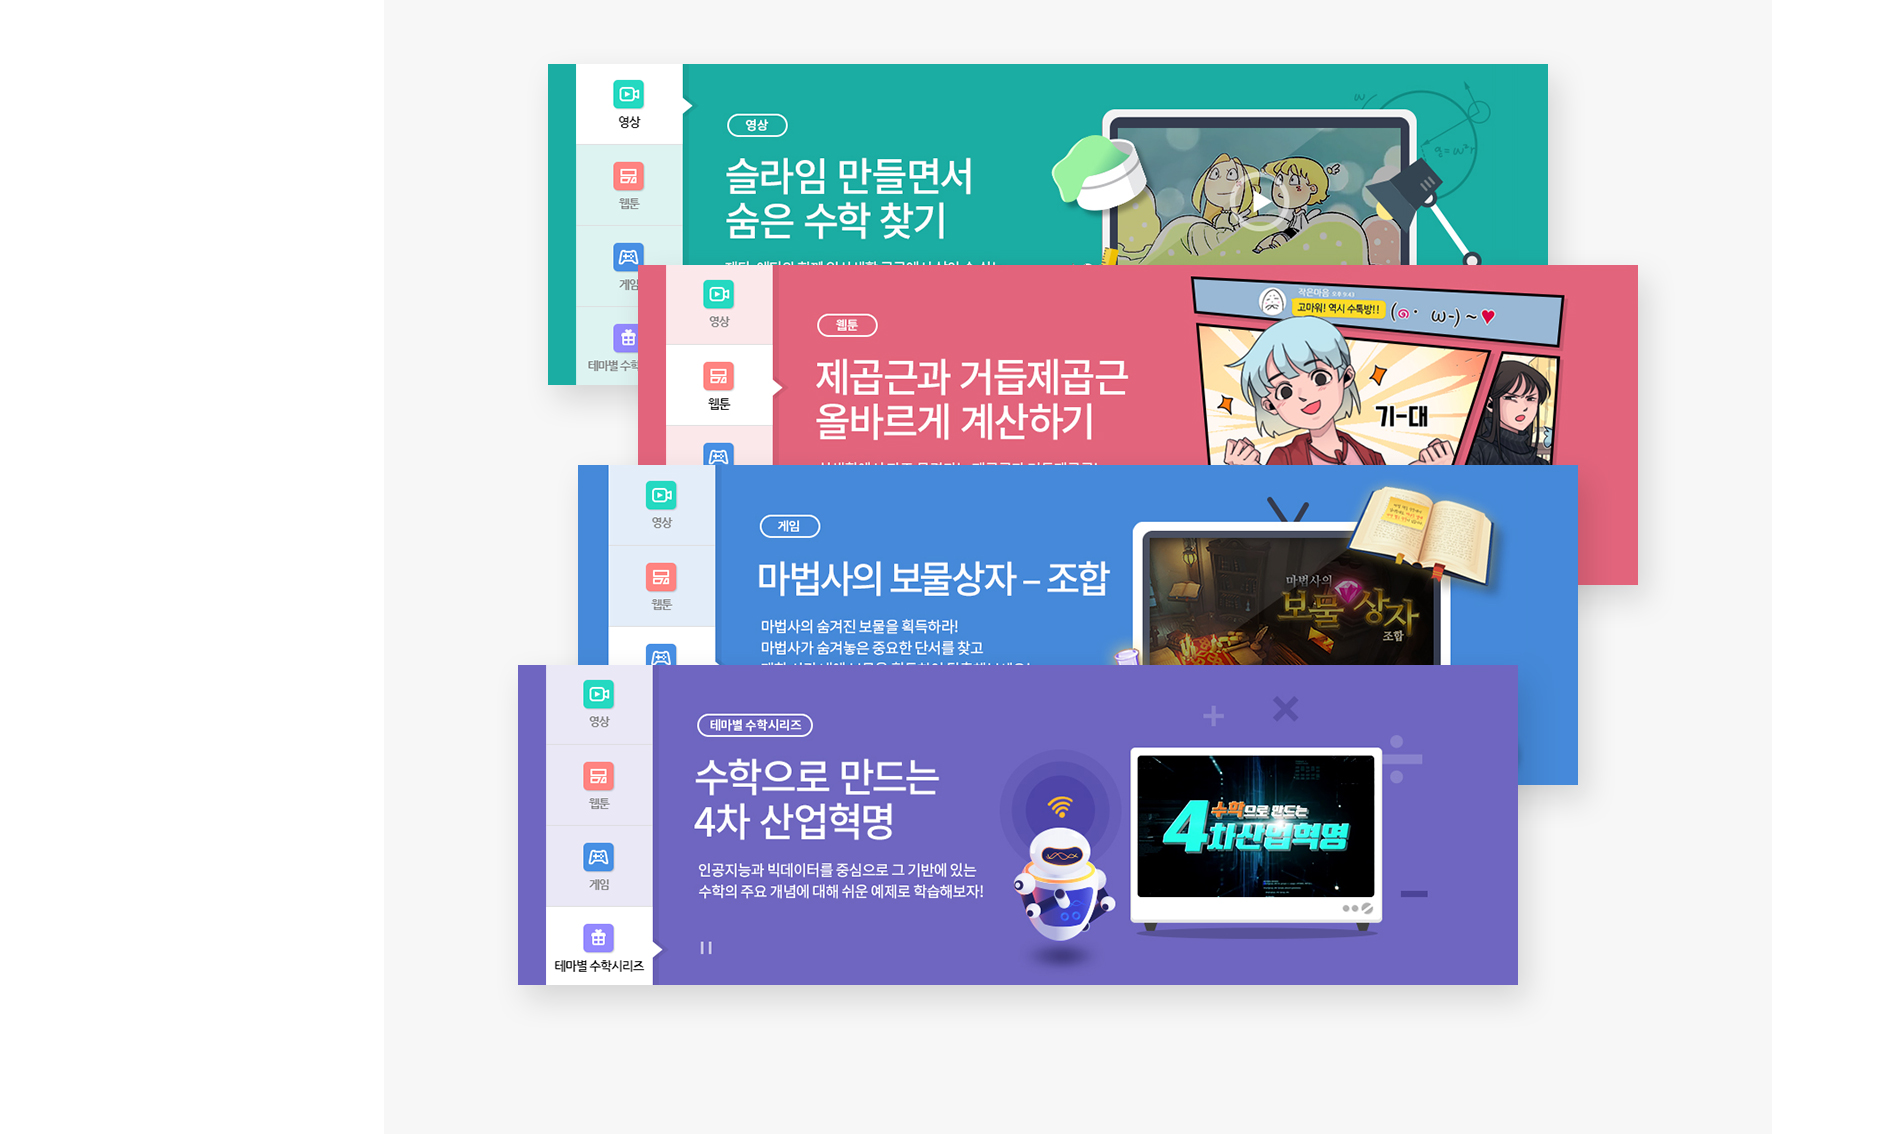 영상
웹툰
게임
테마별 수학
영상
슬라임 만들면서
숨은 수학 찾기
영상
웹툰
웹툰
제곱근과 거듭제곱근
올바르게 계산하기
작은마음
고마워! 역시 수톡방!!
(๑· ω-) ~ ♥
기-대
영상
웹툰
게임
마법사의 보물상자 – 조합
마법사의 숨겨진 보물을 획득하라!
마법사가 숨겨놓은 중요한 단서를 찾고
마법사의
보물상자
조합
영상
웹툰
게임
테마별 수학시리즈
테마별 수학시리즈
수학으로 만드는
4차 산업혁명
인공지능과 빅데이터를 중심으로 그 기반에 있는
수학의 주요 개념에 대해 쉬운 예제로 학습해보자!
수학으로 만드는
4차산업혁명